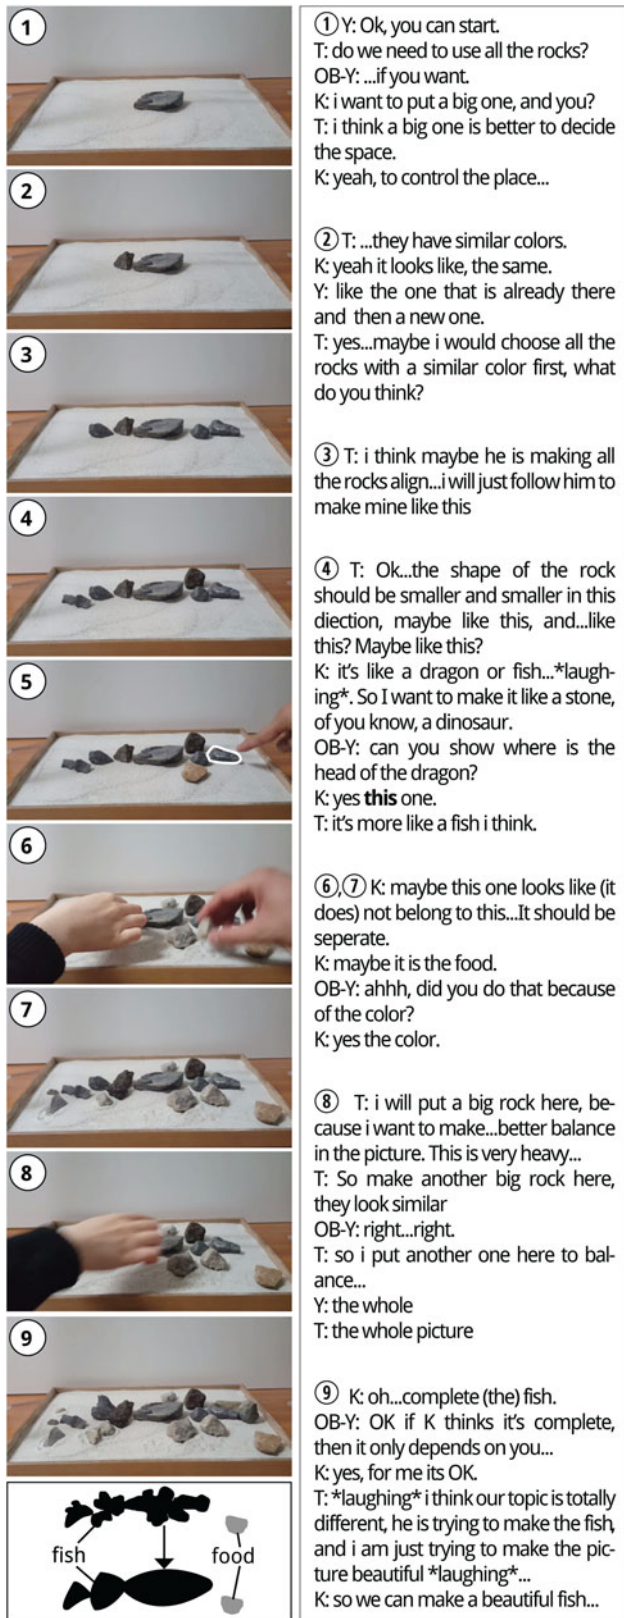 1
2
3
4
5
6
7
8
9
fish
food
① Y: Ok, you can start.
T: do we need to use all the rocks?
OB-Y: ...if you want.
K: i want to put a big one, and you?
T: i think a big one is better to decide
the space.
K: yeah, to control the place...
② T: ...they have similar colors.
K: yeah it looks like, the same.
Y: like the one that is already there
and then a new one.
T: yes...maybe i would choose all the
rocks with a similar color first, what
do you think?
③ T: i think maybe he is making all
the rocks align...i will just follow him to
make mine like this
④ T: Ok...the shape of the rock
should be smaller and smaller in this
diection, maybe like this, and...like
this? Maybe like this?
K: it's like a dragon or fish...*laugh-
ing*. So I want to make it like a stone,
of you know, a dinosaur.
OB-Y: can you show where is the
head of the dragon?
K: yes this one.
T: it's more like a fish i think.
⑥,⑦ K: maybe this one looks like (it
does) not belong to this...It should be
seperate.
K: maybe it is the food.
OB-Y: ahhh, did you do that because
of the color?
K: yes the color.
⑧ T: i will put a big rock here, be-
cause i want to make...better balance
in the picture. This is very heavy...
T: So make another big rock here,
they look similar
OB-Y: right...right.
T: so i put another one here to bal-
ance...
Y: the whole
T: the whole picture
⑨ K: oh...complete (the) fish.
OB-Y: OK if K thinks it's complete,
then it only depends on you...
K: yes, for me its OK.
T: *laughing* i think our topic is totally
different, he is trying to make the fish,
and i am just trying to make the pic-
ture beautiful *laughing*...
K: so we can make a beautiful fish...